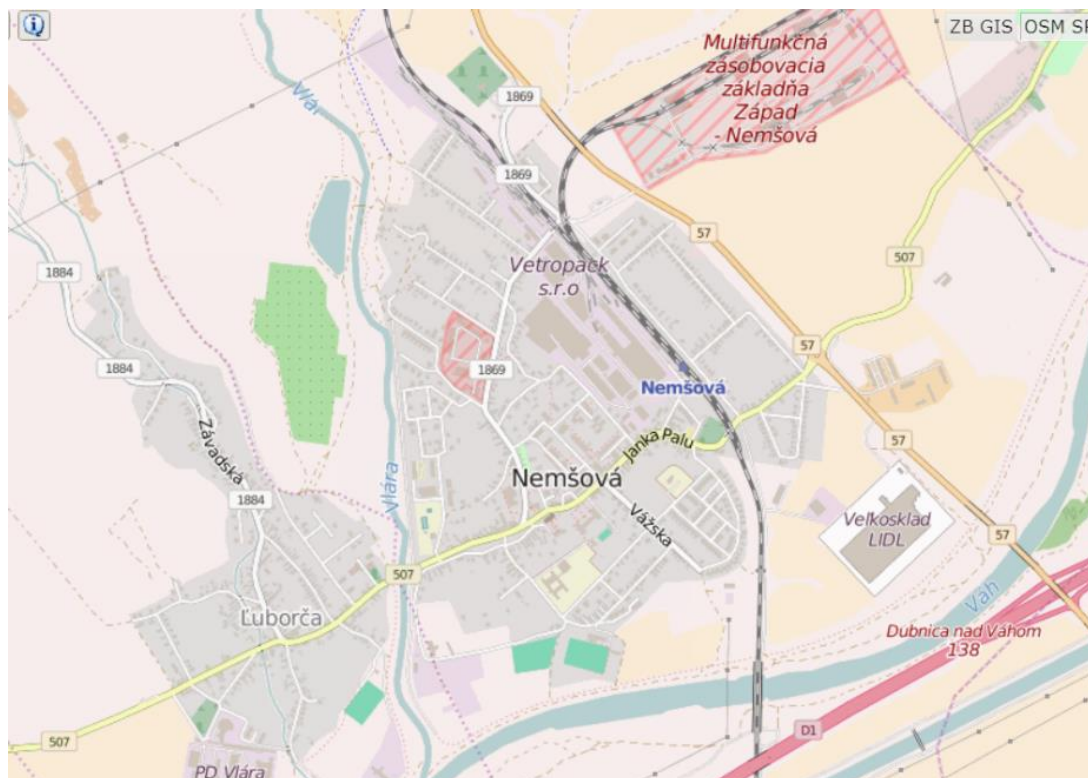 ZB GIS
OSM
Multifunkčná
zásobovacia
základňa
Západ
- Nemšová
1869
Vlár
1869
57
507
1884
Vetropack
s.r.o
1884
1869
57
Nemšová
Závadská
Janka Palu
57
Vlára
Nemšová
1884
Vážska
Veľkosklad
LIDL
57
507
Váh
Ľuborča
Dubnica nad Váhom
138
D1
507
PD Vlára